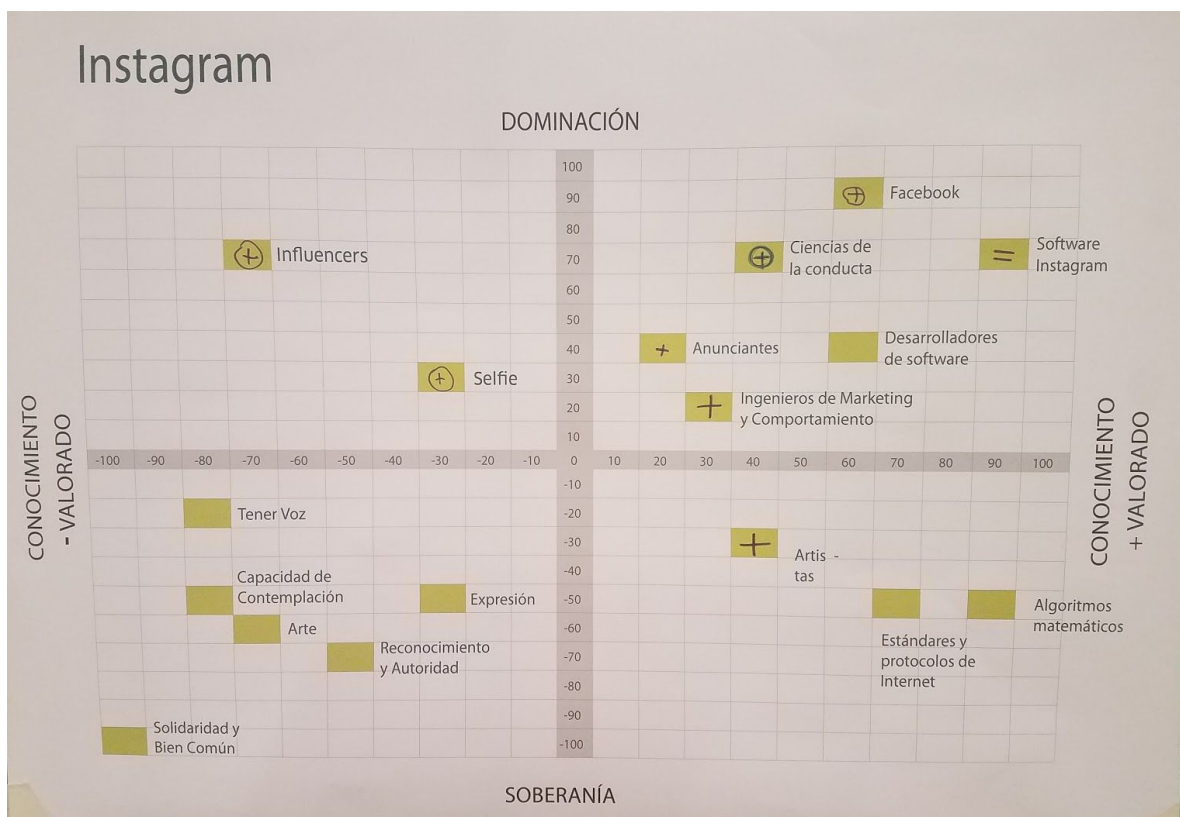 Instagram
DOMINACIÓN
100
90
Facebook
80
Influencers
70
Ciencias de
la conducta
=
Software
Instagram
60
50
40
+
Anunciantes
Desarrolladores
de software
+
Selfie
30
20
+
Ingenieros de Marketing
y Comportamiento
10
CONOCIMIENTO
- VALORADO
-100 -90 -80 -70 -60 -50 -40 -30 -20 -10 0 10 20 30 40 50 60 70 80 90 100
CONOCIMIENTO
+ VALORADO
-10
Tener Voz
-20
-30
+
Artis -
tas
-40
Capacidad de
Contemplación
Expresión
-50
Estándares y
protocolos de
Internet
Algoritmos
matemáticos
Arte
-60
Reconocimiento
y Autoridad
-70
-80
-90
Solidaridad y
Bien Común
-100
SOBERANÍA